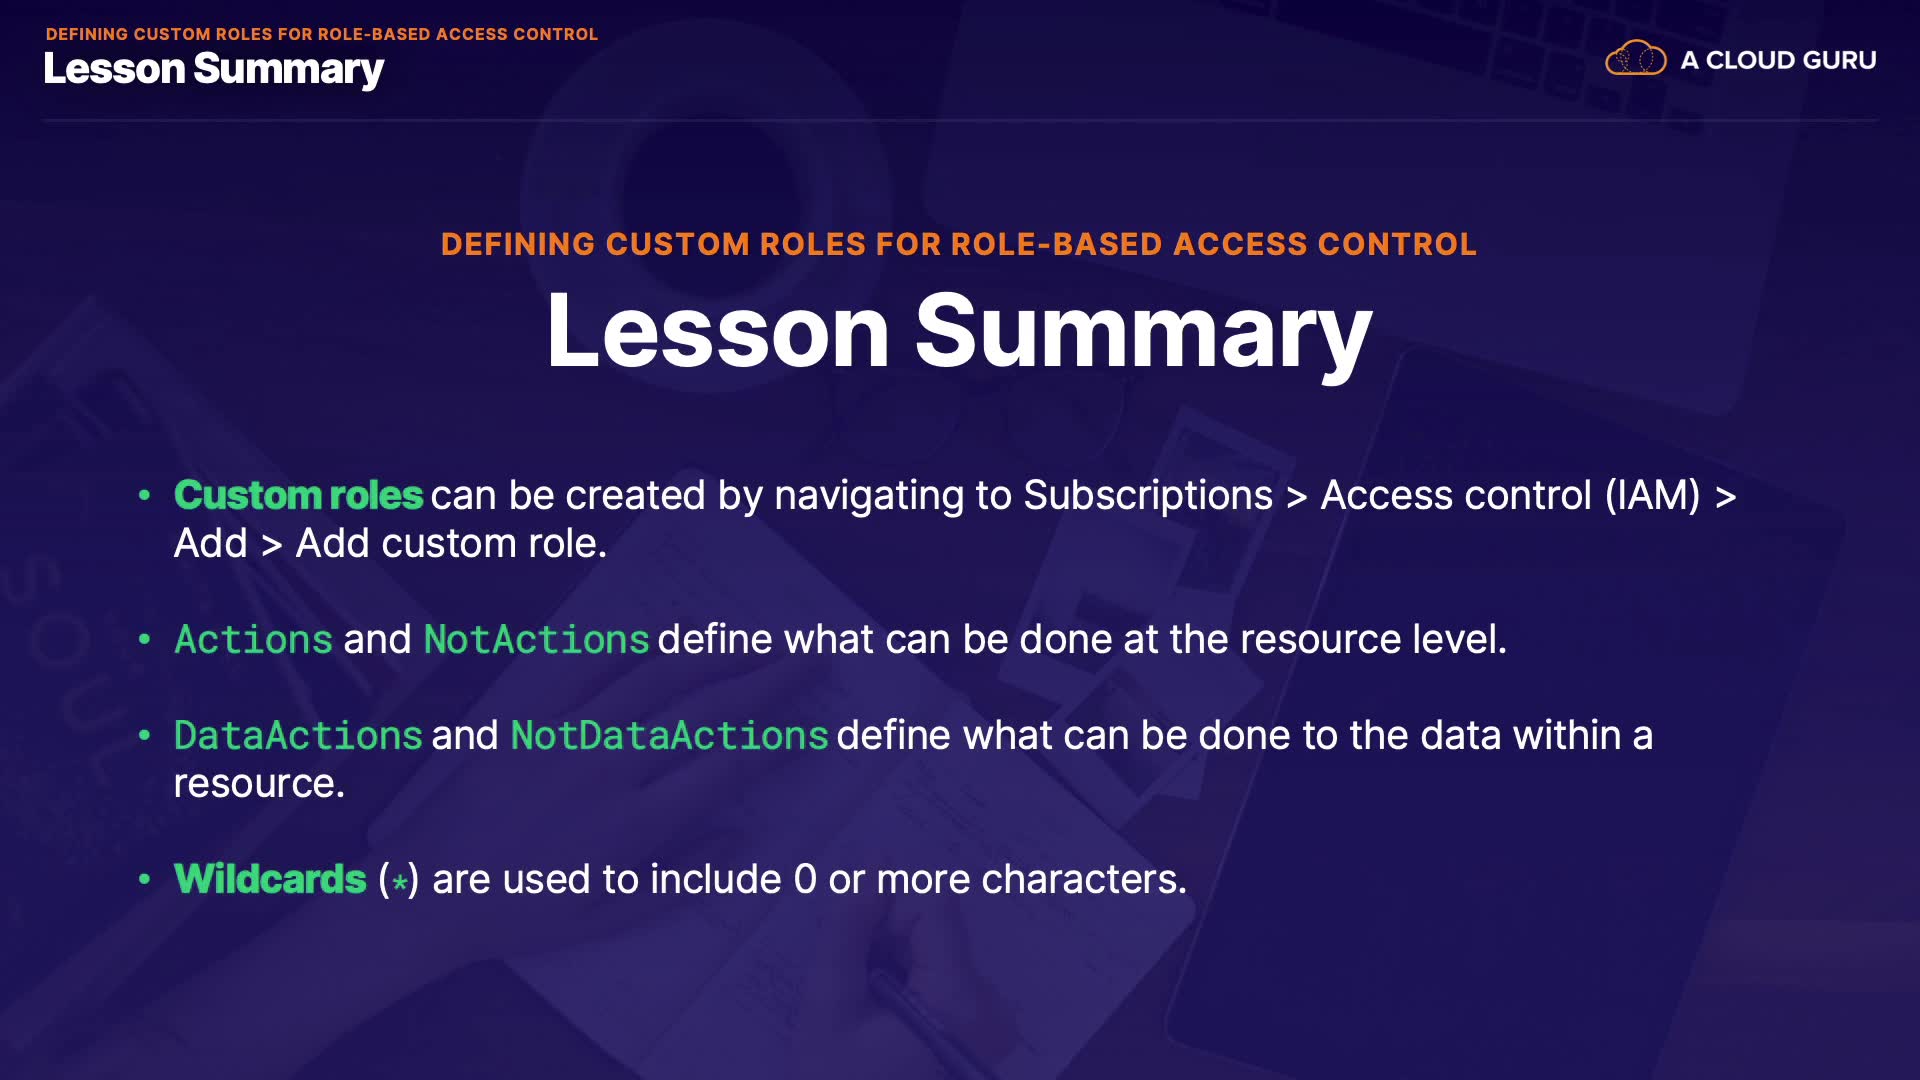 DEFINING CUSTOM ROLES FOR ROLE-BASED ACCESS CONTROL
Lesson Summary
A CLOUD GURU
DEFINING CUSTOM ROLES FOR ROLE-BASED ACCESS CONTROL
Lesson Summary
• Custom roles can be created by navigating to Subscriptions > Access control (IAM) >
Add > Add custom role.
• Actions and NotActions define what can be done at the resource level.
• DataActions and NotDataActions define what can be done to the data within a
resource.
• Wildcards (*) are used to include 0 or more characters.
SOUL